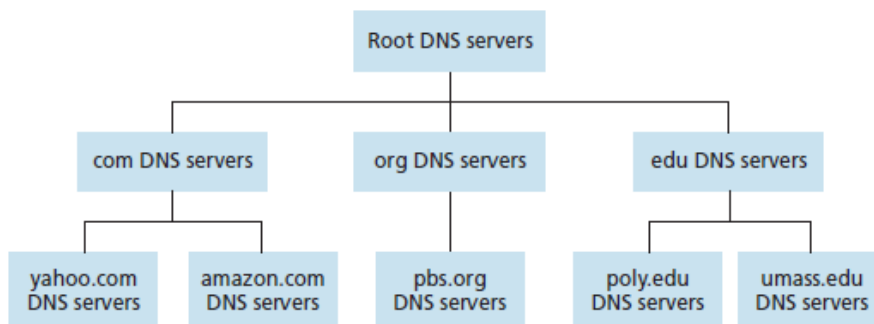 Root DNS servers
com DNS servers
org DNS servers
edu DNS servers
yahoo.com
DNS servers
amazon.com
DNS servers
pbs.org
DNS servers
poly.edu
DNS servers
umass.edu
DNS servers